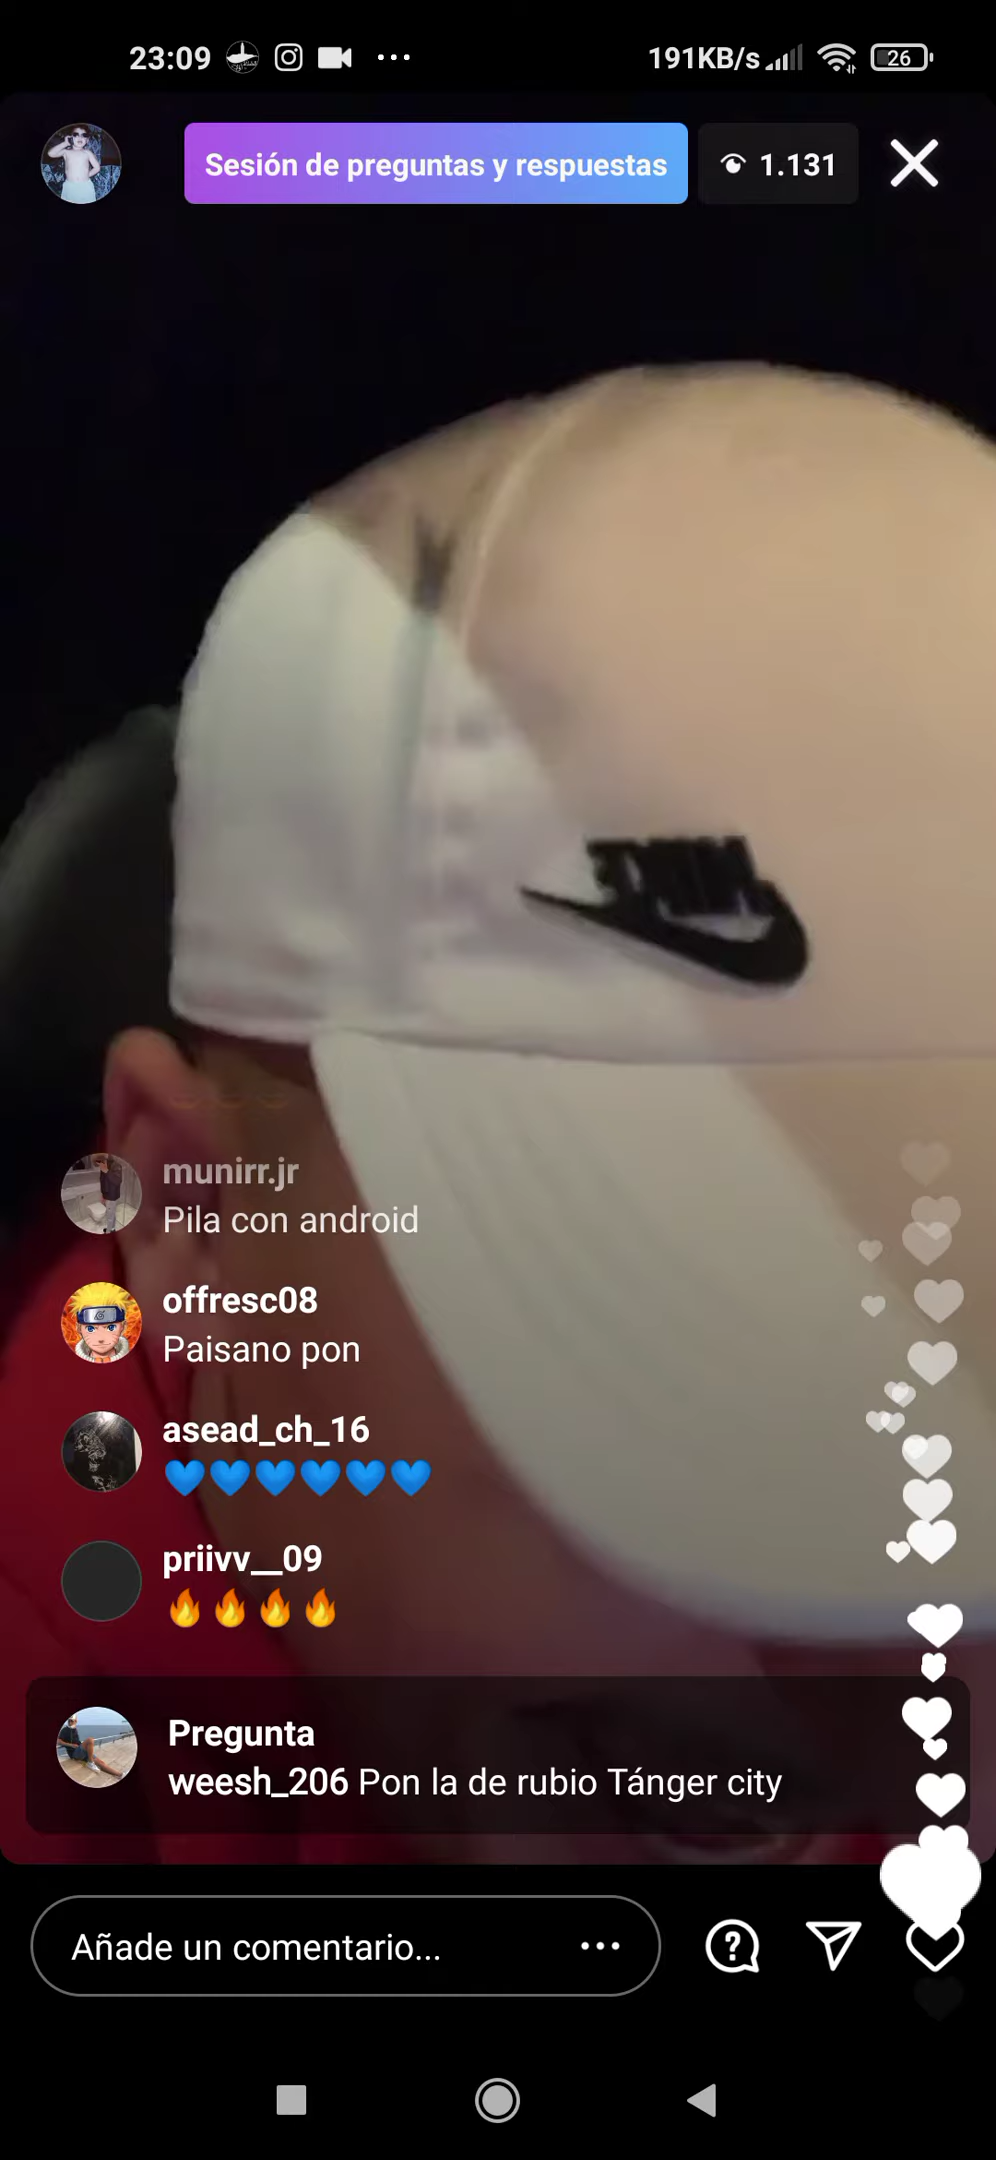 23:09
191KB/s
26
Sesión de preguntas y respuestas
1.131
munirr.jr
Pila con android
offresc08
Paisano pon
asead_ch_16
💙💙💙💙💙💙
priivv__09
🔥🔥🔥🔥
Pregunta
weesh_206 Pon la de rubio Tánger city
Añade un comentario...